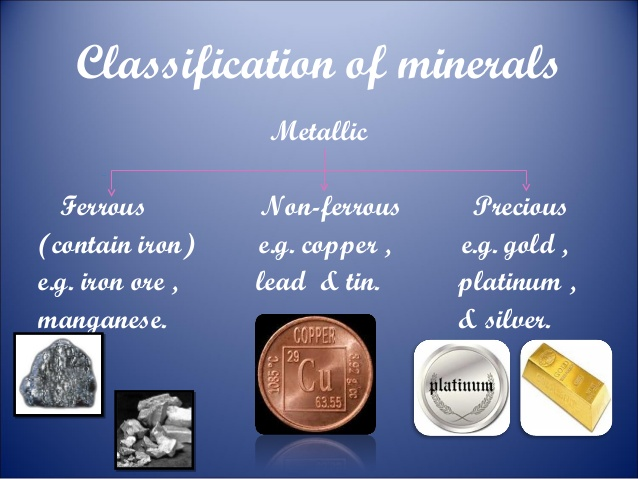 Classification of minerals
Metallic
Ferrous
(contain iron)
e.g. iron ore ,
manganese.
Non-ferrous
e.g. copper ,
lead & tin.
Precious
e.g. gold ,
platinum ,
& silver.
COPPER
29
Cu
63.55
1085°C
platinum